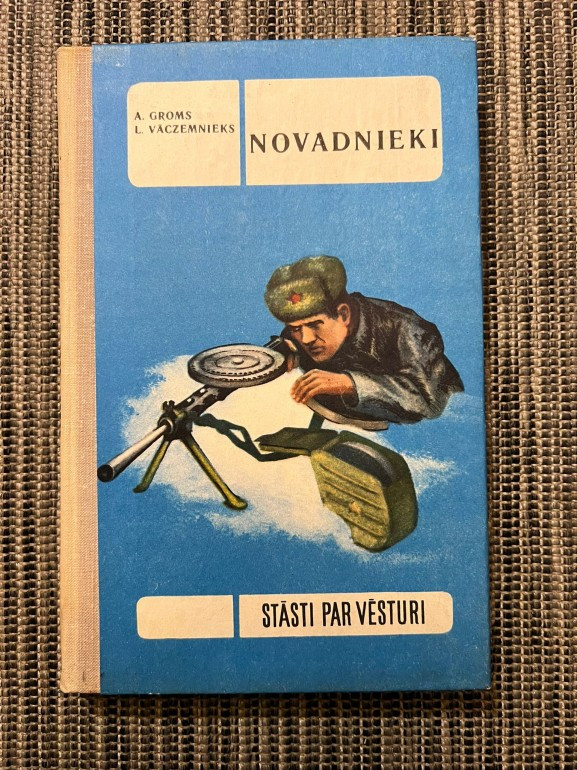 A. GROMS
L. VĀCZEMNIEKS
NOVADNIEKI
STĀSTI PAR VĒSTURI